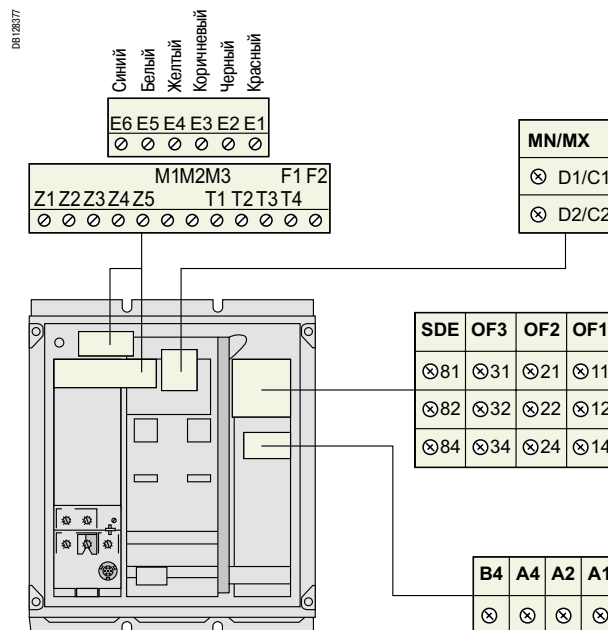 DB128377
Синий
Белый
Желтый
Коричневый
Черный
Красный
E6 E5 E4 E3 E2 E1
M1M2M3 F1 F2
Z1 Z2 Z3 Z4 Z5 T1 T2 T3 T4
MN/MX
D1/C1
D2/C2
SDE OF3 OF2 OF1
81 31 21 11
82 32 22 12
84 34 24 14
B4 A4 A2 A1